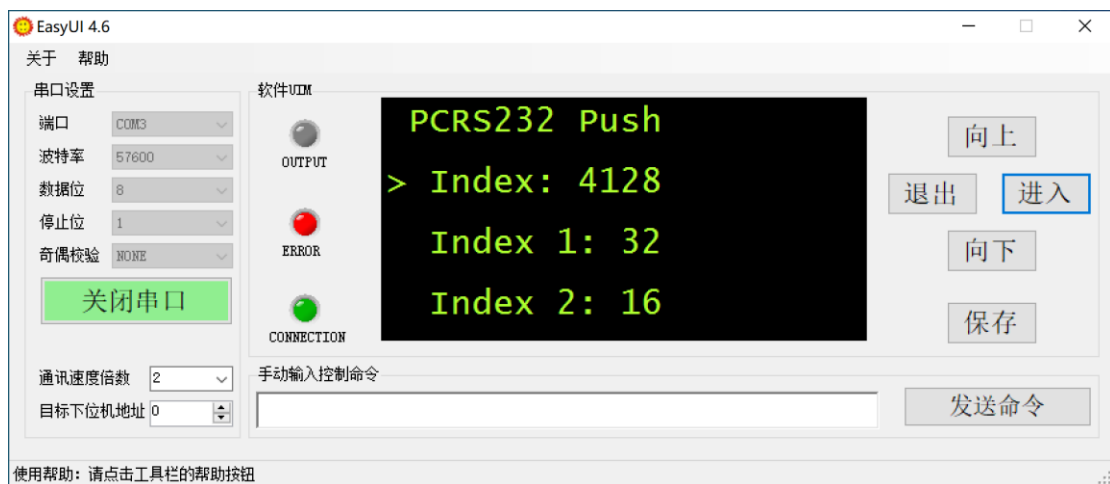 EasyUI 4.6
关于 帮助
串口设置
端口 COM3
波特率 57600
数据位 8
停止位 1
奇偶校验 NONE
关闭串口
通讯速度倍数 2
目标下位机地址 0
软件UIM
OUTPUT
ERROR
CONNECTION
PCRS232 Push
> Index: 4128
Index 1: 32
Index 2: 16
向上
退出 进入
向下
保存
手动输入控制命令
发送命令
使用帮助：请点击工具栏的帮助按钮